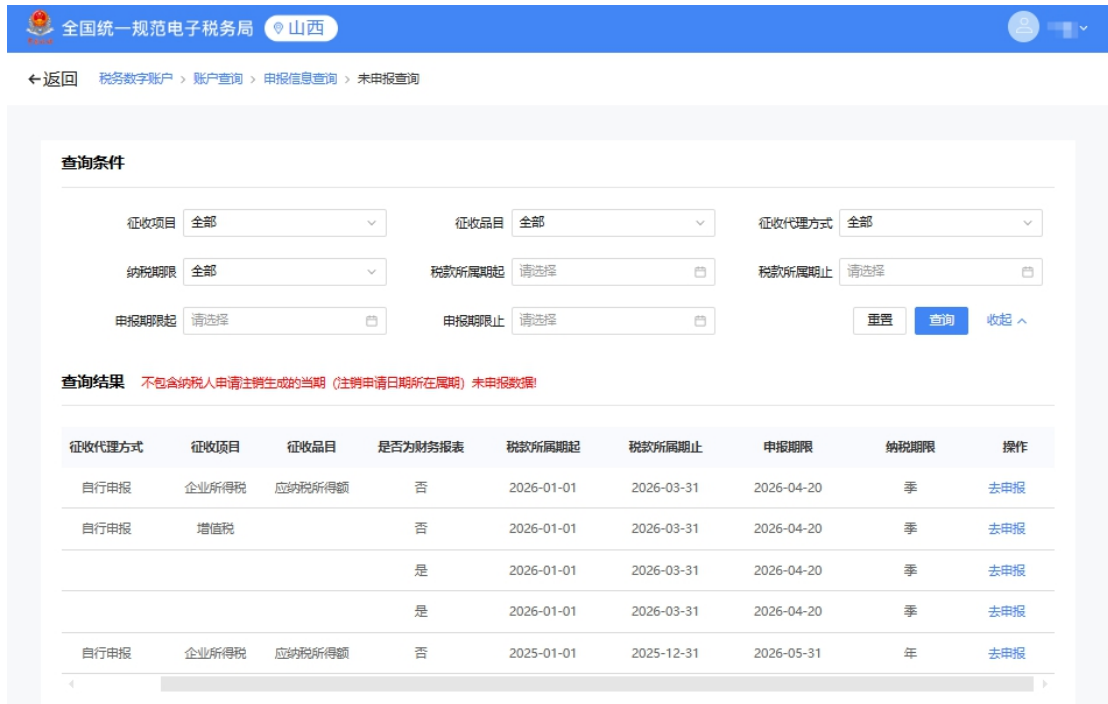 全国统一规范电子税务局 山西
返回 税务数字账户 > 账户查询 > 申报信息查询 > 未申报查询
查询条件
征收项目 全部 征收品目 全部 征收代理方式 全部
纳税期限 全部 税款所属期起 请选择 税款所属期止 请选择
申报期限起 请选择 申报期限止 请选择 重置 查询 收起
查询结果 不包含纳税人申请注销生成的当期（注销申请日期所在属期）未申报数据!
征收代理方式 征收项目 征收品目 是否为财务报表 税款所属期起 税款所属期止 申报期限 纳税期限 操作
自行申报 企业所得税 应纳税所得额 否 2026-01-01 2026-03-31 2026-04-20 季 去申报
自行申报 增值税 否 2026-01-01 2026-03-31 2026-04-20 季 去申报
是 2026-01-01 2026-03-31 2026-04-20 季 去申报
是 2026-01-01 2026-03-31 2026-04-20 季 去申报
自行申报 企业所得税 应纳税所得额 否 2025-01-01 2025-12-31 2026-05-31 年 去申报